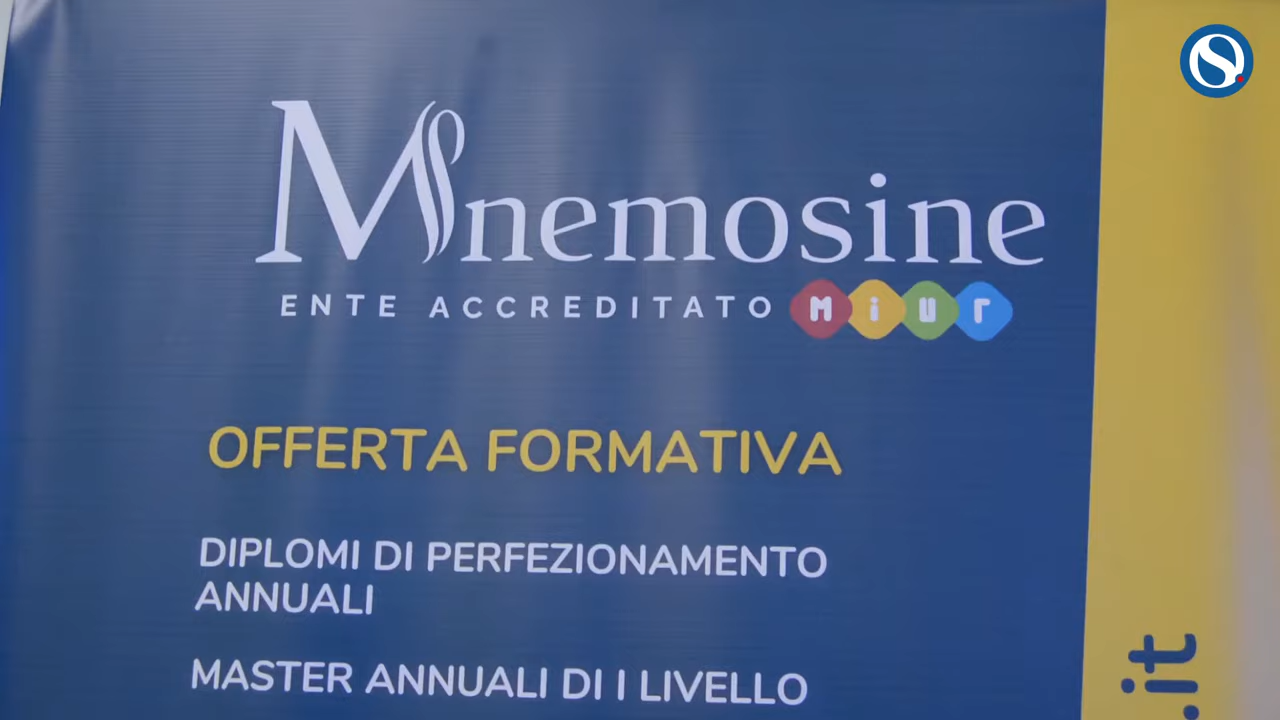 Mnemosine
ENTE ACCREDITATO MiUr
OFFERTA FORMATIVA
DIPLOMI DI PERFEZIONAMENTO
ANNUALI
MASTER ANNUALI DI I LIVELLO
.it